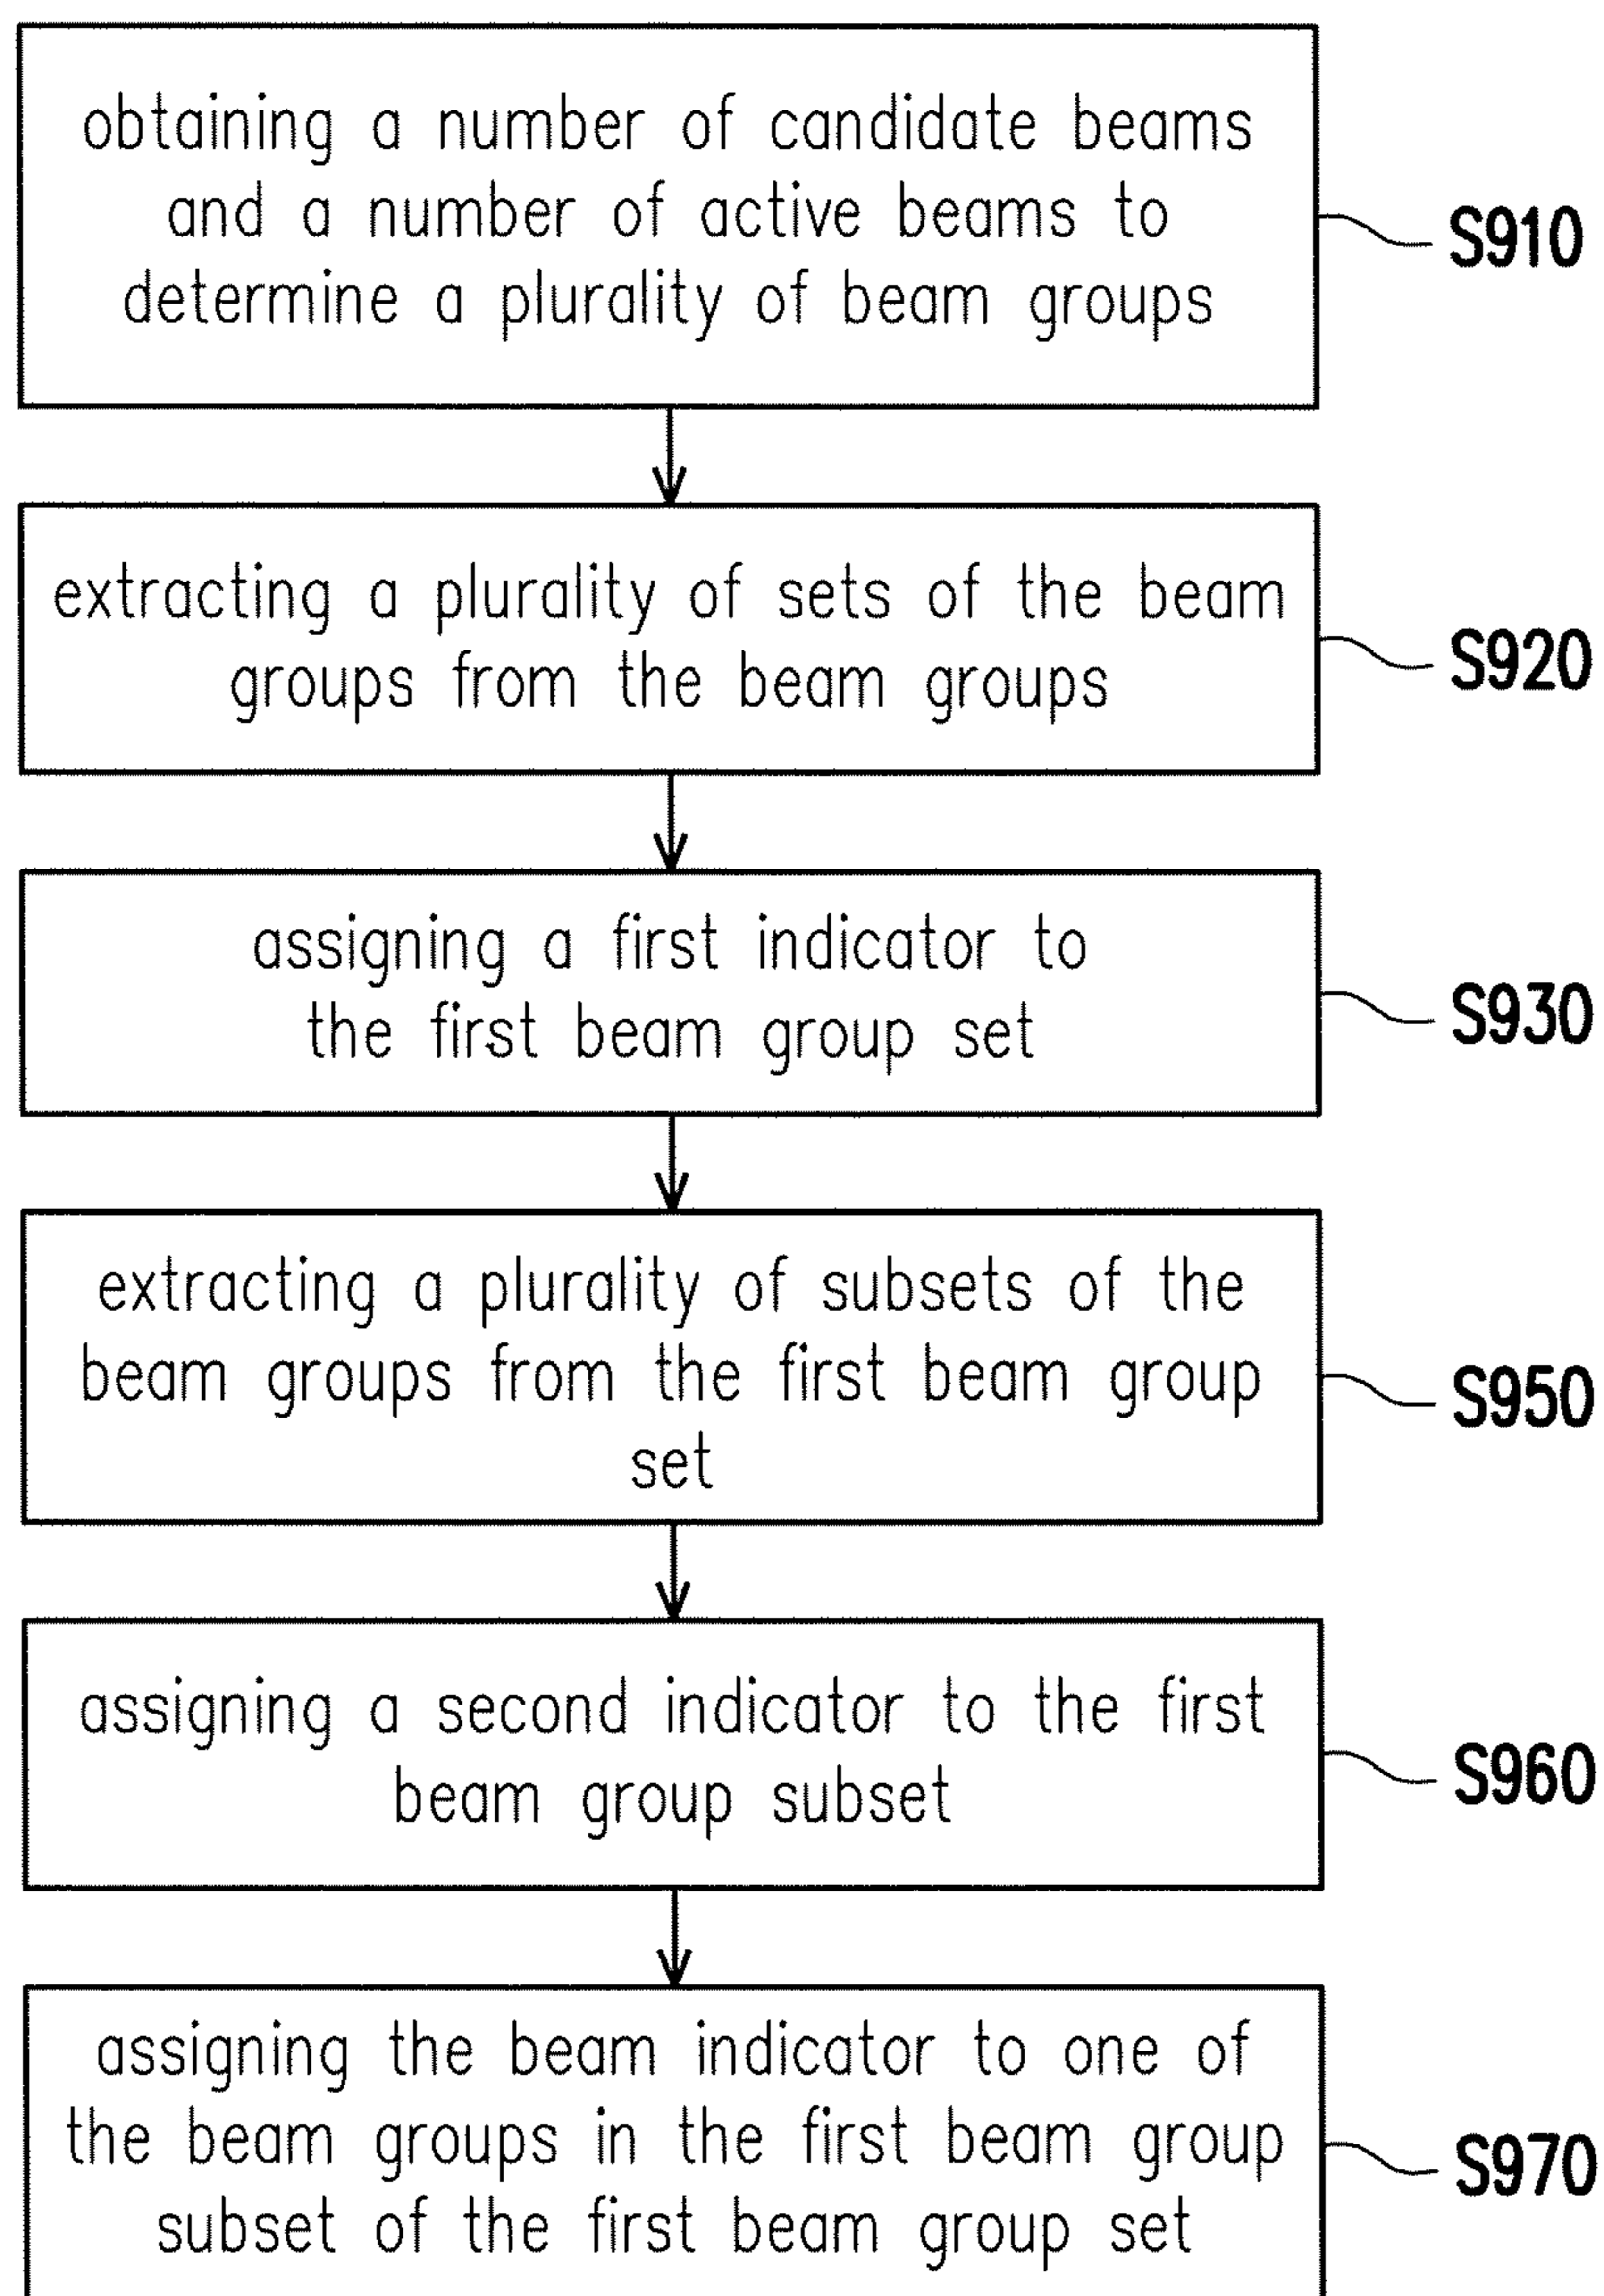 obtaining a number of candidate beams
and a number of active beams to
determine a plurality of beam groups
S910
extracting a plurality of sets of the beam
groups from the beam groups
S920
assigning a first indicator to
the first beam group set
S930
extracting a plurality of subsets of the
beam groups from the first beam group
set
S950
assigning a second indicator to the first
beam group subset
S960
assigning the beam indicator to one of
the beam groups in the first beam group
subset of the first beam group set
S970